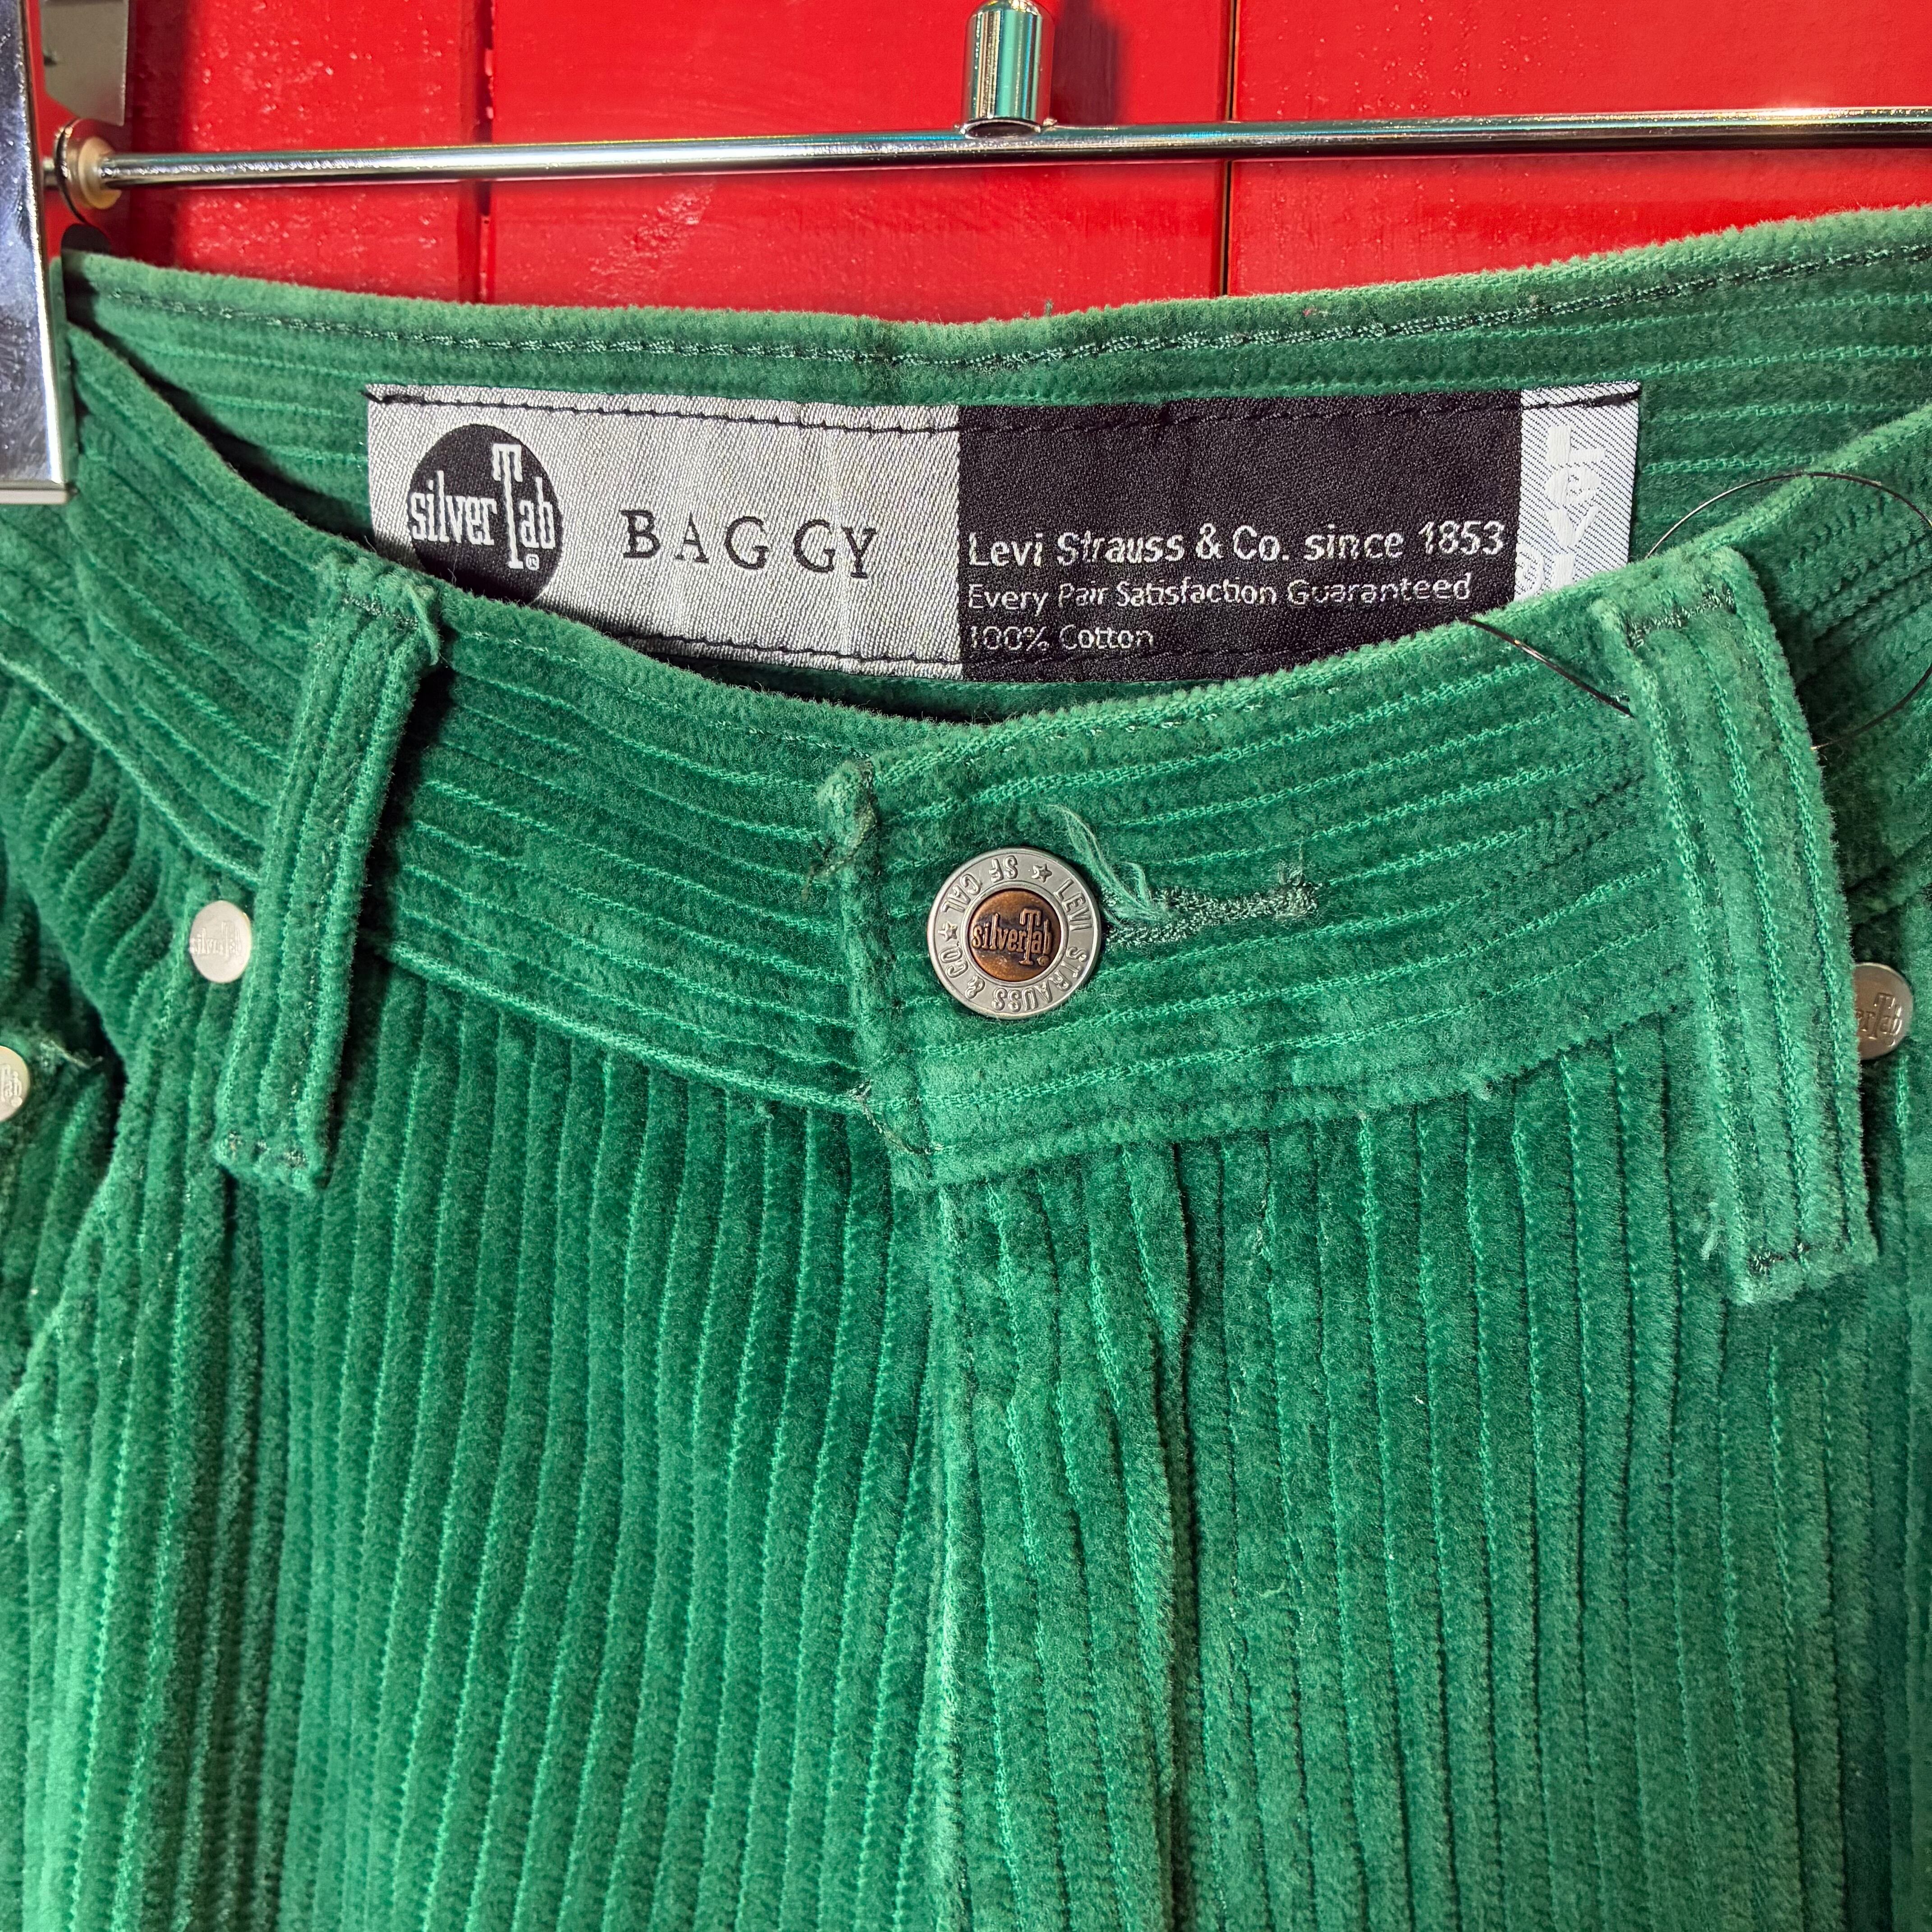 silverTab®
BAGGY
Levi Strauss & Co. since 1853
Every Pair Satisfaction Guaranteed
100% Cotton
LEVI STRAUSS & CO ★ SF CAL ★
silverTab®
silverTab